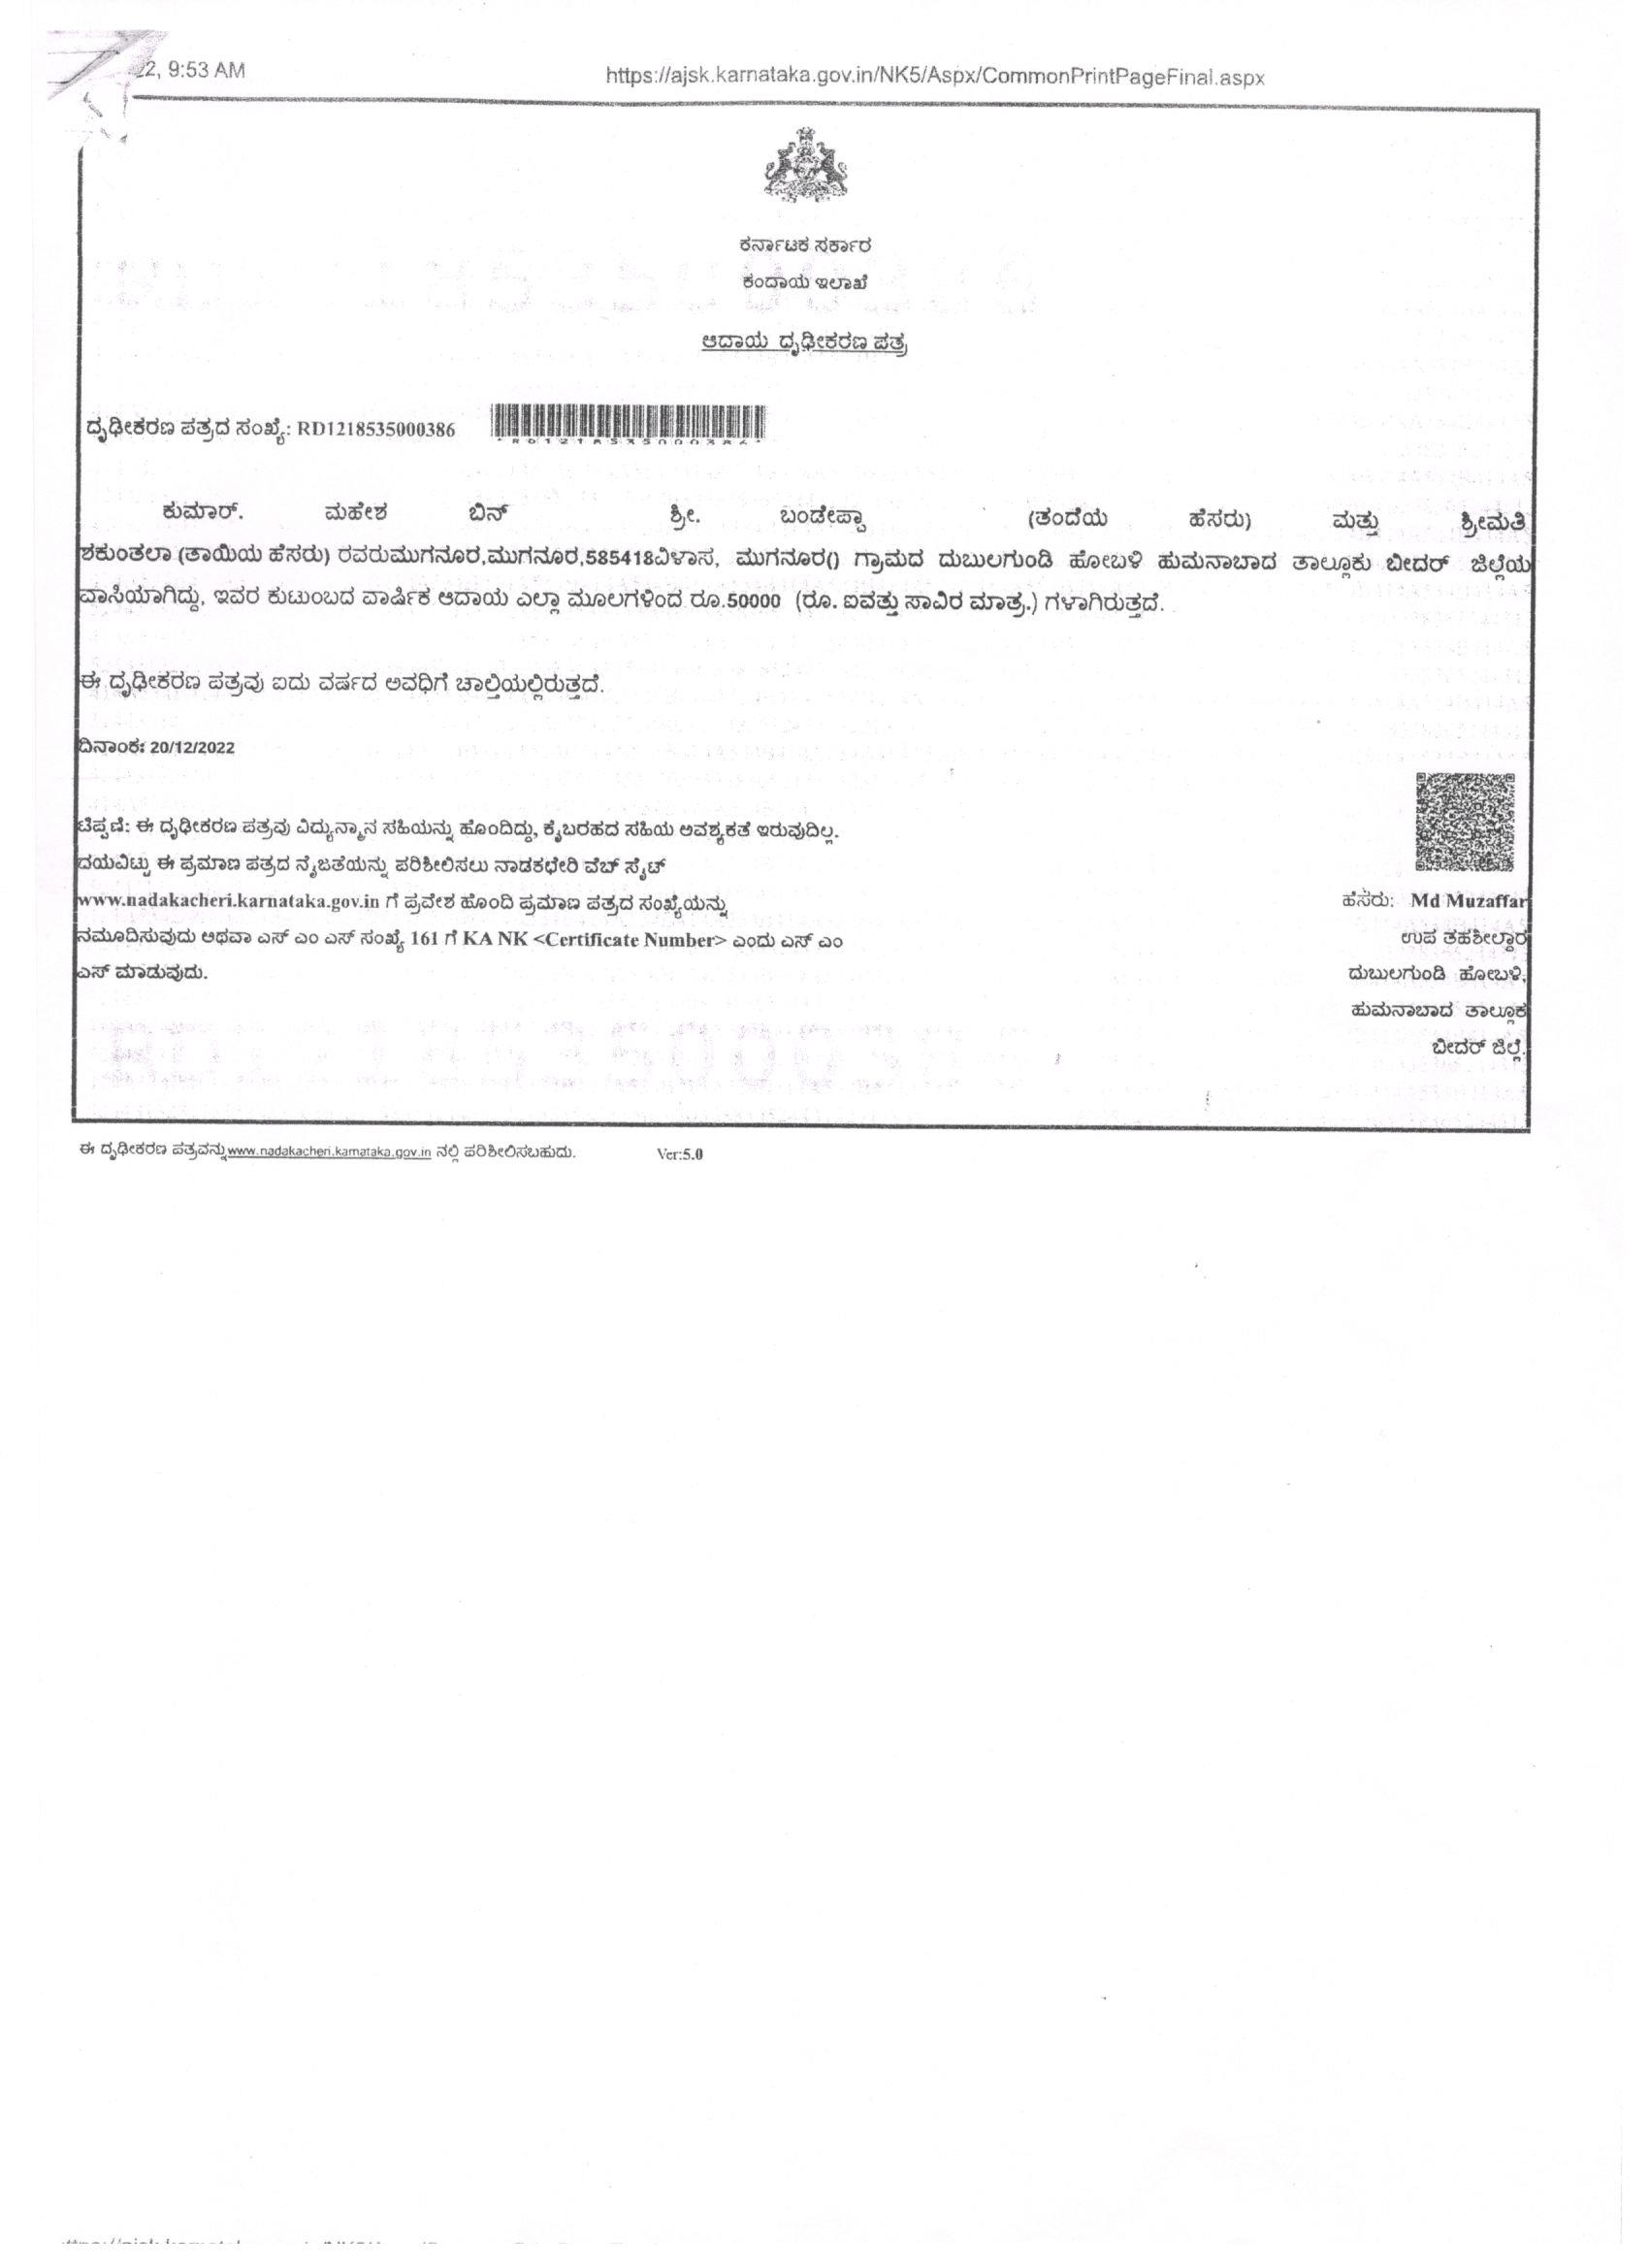 22, 9:53 AM https://ajsk.karnataka.gov.in/NK5/Aspx/CommonPrintPageFinal.aspx
ಕರ್ನಾಟಕ ಸರ್ಕಾರ
ಕಂದಾಯ ಇಲಾಖೆ
ಆದಾಯ ದೃಢೀಕರಣ ಪತ್ರ
ದೃಢೀಕರಣ ಪತ್ರದ ಸಂಖ್ಯೆ: RD1218535000386
ಕುಮಾರ್. ಮಹೇಶ ಬಿನ್ ಶ್ರೀ. ಬಂಡೇಪ್ಪಾ (ತಂದೆಯ ಹೆಸರು) ಮತ್ತು ಶ್ರೀಮತಿ
ಶಕುಂತಲಾ (ತಾಯಿಯ ಹೆಸರು) ರವರುಮುಗನೂರ,ಮುಗನೂರ,585418ವಿಳಾಸ, ಮುಗನೂರ() ಗ್ರಾಮದ ದುಬುಲಗುಂಡಿ ಹೋಬಳಿ ಹುಮನಾಬಾದ ತಾಲ್ಲೂಕು ಬೀದರ್ ಜಿಲ್ಲೆಯ
ವಾಸಿಯಾಗಿದ್ದು, ಇವರ ಕುಟುಂಬದ ವಾರ್ಷಿಕ ಆದಾಯ ಎಲ್ಲಾ ಮೂಲಗಳಿಂದ ರೂ.50000 (ರೂ. ಐವತ್ತು ಸಾವಿರ ಮಾತ್ರ.) ಗಳಾಗಿರುತ್ತದೆ.
ಈ ದೃಢೀಕರಣ ಪತ್ರವು ಐದು ವರ್ಷದ ಅವಧಿಗೆ ಚಾಲ್ತಿಯಲ್ಲಿರುತ್ತದೆ.
ದಿನಾಂಕ: 20/12/2022
ಟಿಪ್ಪಣಿ: ಈ ದೃಢೀಕರಣ ಪತ್ರವು ವಿದ್ಯುನ್ಮಾನ ಸಹಿಯನ್ನು ಹೊಂದಿದ್ದು, ಕೈಬರಹದ ಸಹಿಯ ಅವಶ್ಯಕತೆ ಇರುವುದಿಲ್ಲ.
ದಯವಿಟ್ಟು ಈ ಪ್ರಮಾಣ ಪತ್ರದ ನೈಜತೆಯನ್ನು ಪರಿಶೀಲಿಸಲು ನಾಡಕಛೇರಿ ವೆಬ್ ಸೈಟ್
www.nadakacheri.karnataka.gov.in ಗೆ ಪ್ರವೇಶ ಹೊಂದಿ ಪ್ರಮಾಣ ಪತ್ರದ ಸಂಖ್ಯೆಯನ್ನು
ನಮೂದಿಸುವುದು ಅಥವಾ ಎಸ್ ಎಂ ಎಸ್ ಸಂಖ್ಯೆ 161 ಗೆ KA NK <Certificate Number> ಎಂದು ಎಸ್ ಎಂ
ಎಸ್ ಮಾಡುವುದು.
ಹೆಸರು: Md Muzaffar
ಉಪ ತಹಶೀಲ್ದಾರ
ದುಬುಲಗುಂಡಿ ಹೋಬಳಿ,
ಹುಮನಾಬಾದ ತಾಲ್ಲೂಕ
ಬೀದರ್ ಜಿಲ್ಲೆ.
ಈ ದೃಢೀಕರಣ ಪತ್ರವನ್ನು www.nadakacheri.karnataka.gov.in ನಲ್ಲಿ ಪರಿಶೀಲಿಸಬಹುದು. Ver:5.0